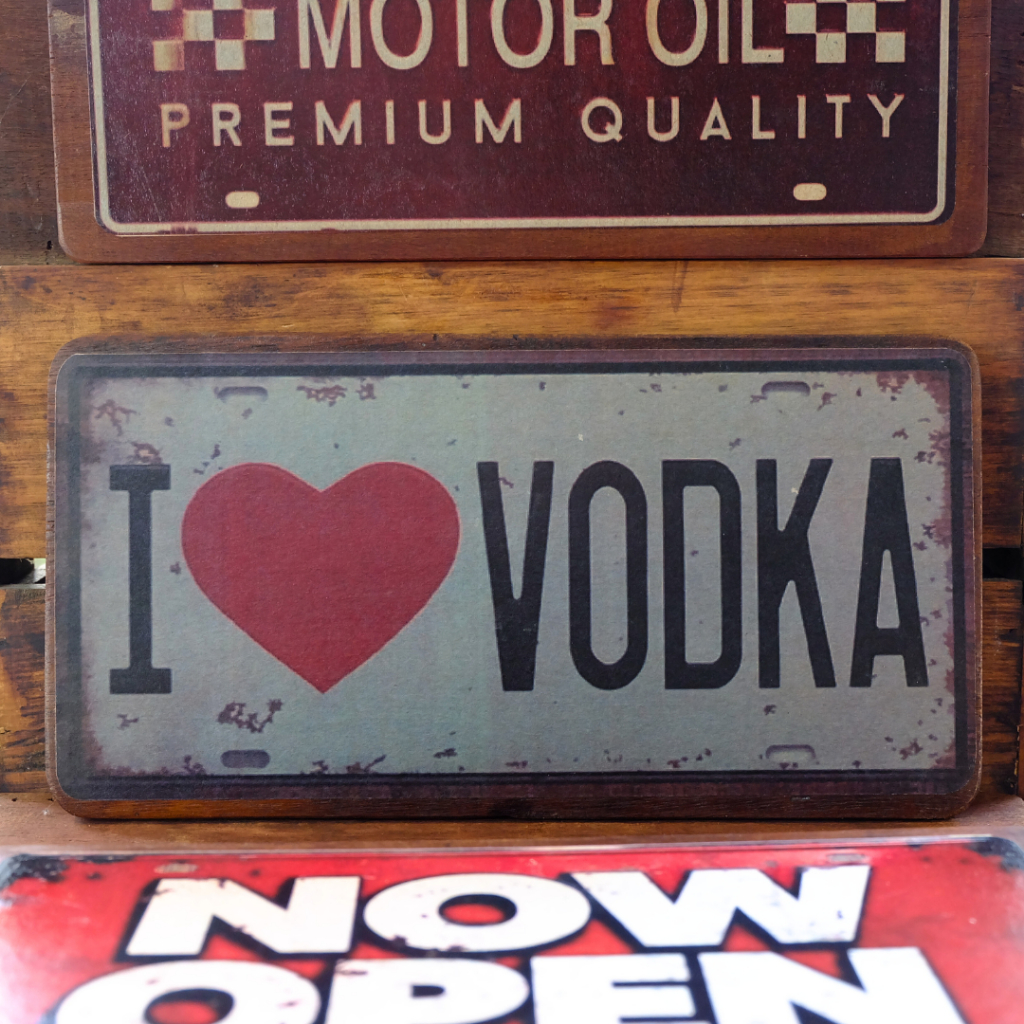 MOTOR OIL
PREMIUM QUALITY
I ❤ VODKA
NOW
OPEN